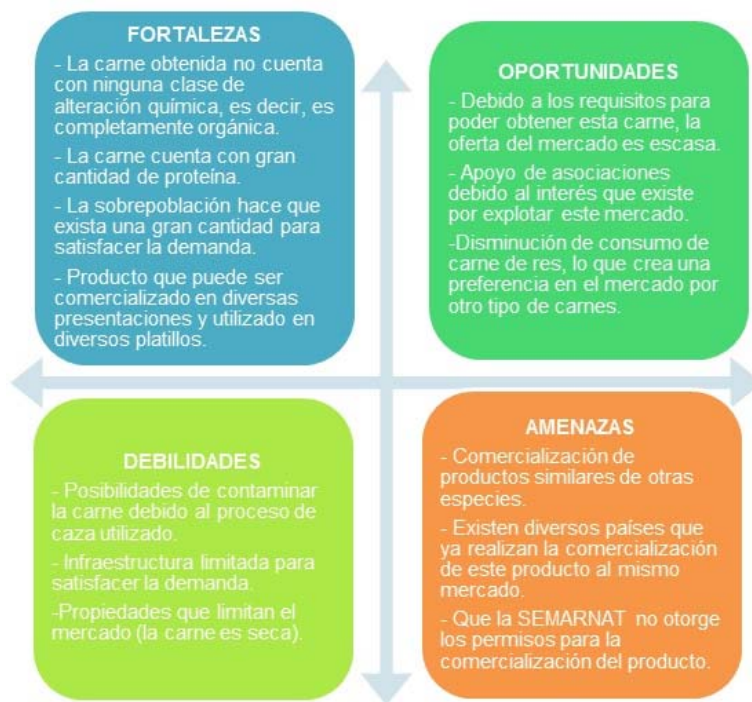 FORTALEZAS
- La carne obtenida no cuenta
con ninguna clase de
alteración química, es decir, es
completamente orgánica.
- La carne cuenta con gran
cantidad de proteína.
- La sobrepoblación hace que
exista una gran cantidad para
satisfacer la demanda.
- Producto que puede ser
comercializado en diversas
presentaciones y utilizado en
diversos platillos.
OPORTUNIDADES
- Debido a los requisitos para
poder obtener esta carne, la
oferta del mercado es escasa.
- Apoyo de asociaciones
debido al interés que existe
por explotar este mercado.
-Disminución de consumo de
carne de res, lo que crea una
preferencia en el mercado por
otro tipo de carnes.
DEBILIDADES
- Posibilidades de contaminar
la carne debido al proceso de
caza utilizado.
- Infraestructura limitada para
satisfacer la demanda.
-Propiedades que limitan el
mercado (la carne es seca).
AMENAZAS
- Comercialización de
productos similares de otras
especies.
- Existen diversos países que
ya realizan la comercialización
de este producto al mismo
mercado.
- Que la SEMARNAT no otorge
los permisos para la
comercialización del producto.